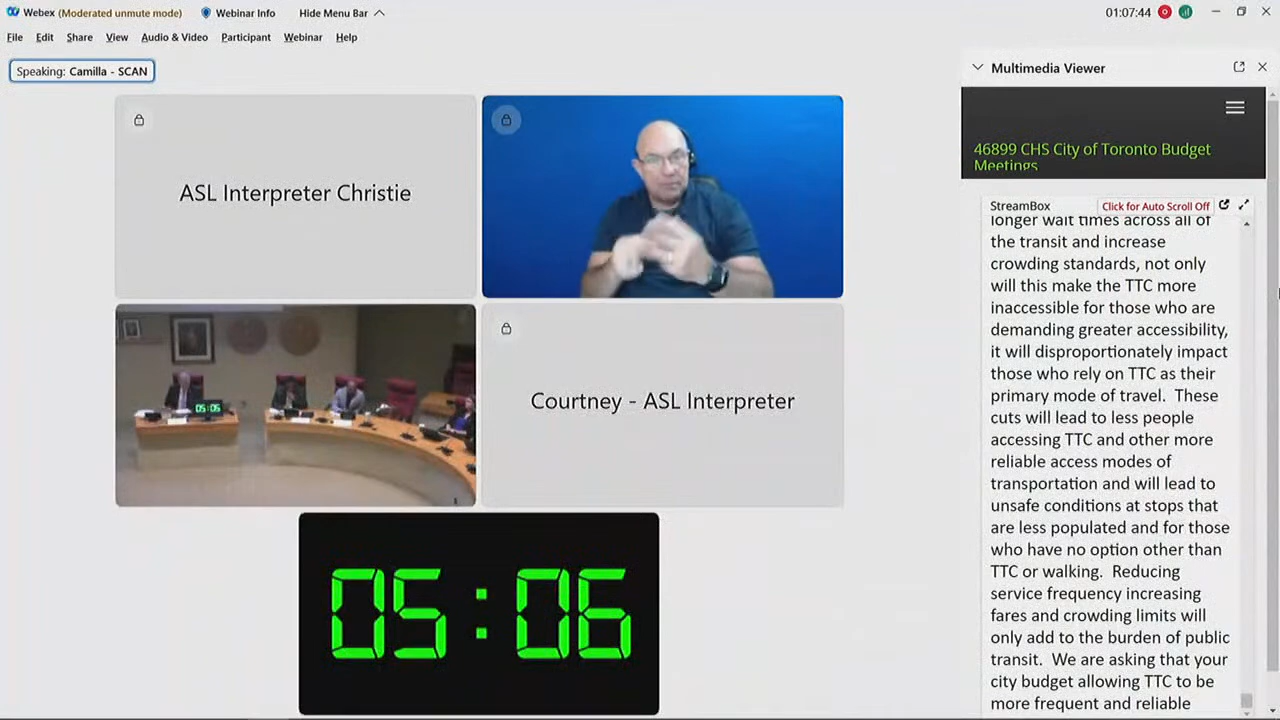 Webex (Moderated unmute mode)
Webinar Info
Hide Menu Bar
01:07:44
File Edit Share View Audio & Video Participant Webinar Help
Speaking: Camilla - SCAN
Multimedia Viewer
ASL Interpreter Christie
05:05
Courtney - ASL Interpreter
05:06
46899 CHS City of Toronto Budget
Meetings
StreamBox
Click for Auto Scroll Off
longer wait times across all of
the transit and increase
crowding standards, not only
will this make the TTC more
inaccessible for those who are
demanding greater accessibility,
it will disproportionately impact
those who rely on TTC as their
primary mode of travel. These
cuts will lead to less people
accessing TTC and other more
reliable access modes of
transportation and will lead to
unsafe conditions at stops that
are less populated and for those
who have no option other than
TTC or walking. Reducing
service frequency increasing
fares and crowding limits will
only add to the burden of public
transit. We are asking that your
city budget allowing TTC to be
more frequent and reliable